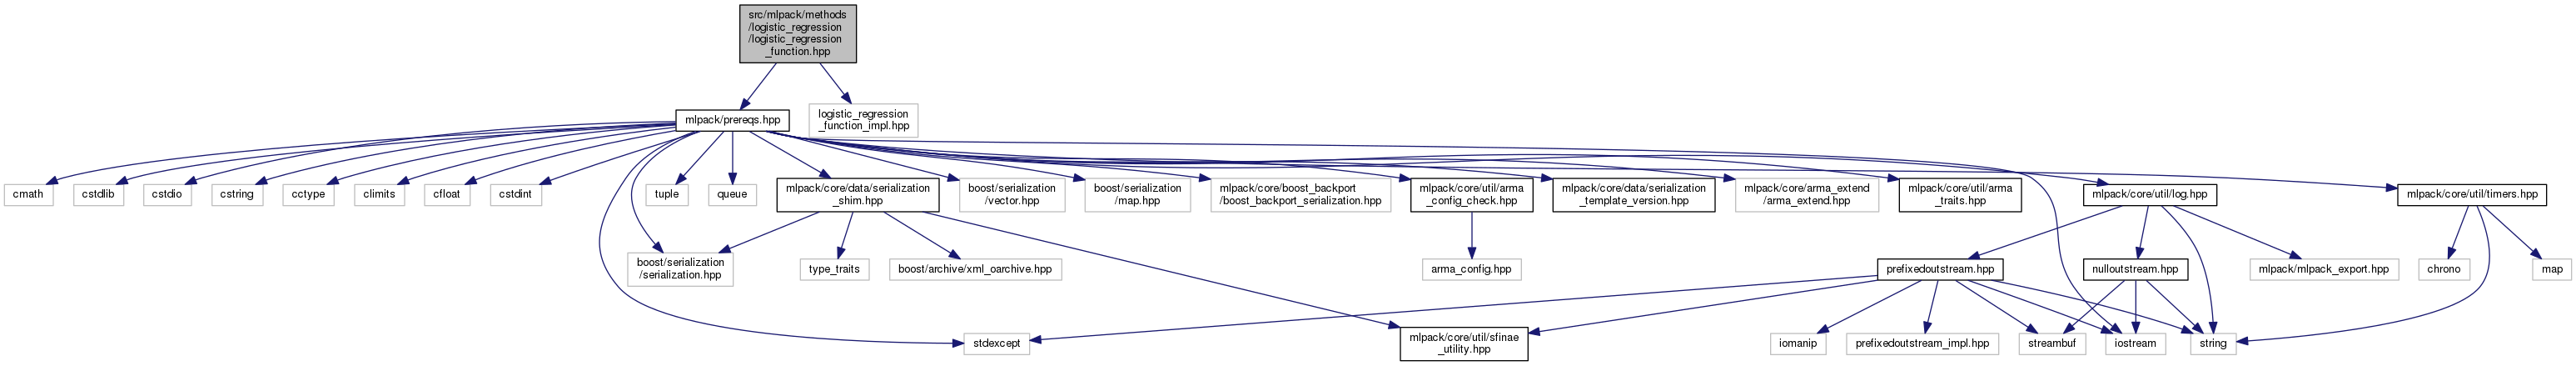 src/mlpack/methods
/logistic_regression
/logistic_regression
_function.hpp
mlpack/prereqs.hpp
logistic_regression
_function_impl.hpp
cmath
cstdlib
cstdio
cstring
cctype
climits
cfloat
cstdint
tuple
queue
mlpack/core/data/serialization
_shim.hpp
boost/serialization
/vector.hpp
boost/serialization
/map.hpp
mlpack/core/boost_backport
/boost_backport_serialization.hpp
mlpack/core/util/arma
_config_check.hpp
mlpack/core/data/serialization
_template_version.hpp
mlpack/core/arma_extend
/arma_extend.hpp
mlpack/core/util/arma
_traits.hpp
mlpack/core/util/log.hpp
mlpack/core/util/timers.hpp
boost/serialization
/serialization.hpp
type_traits
boost/archive/xml_oarchive.hpp
arma_config.hpp
prefixedoutstream.hpp
nulloutstream.hpp
mlpack/mlpack_export.hpp
chrono
map
stdexcept
mlpack/core/util/sfinae
_utility.hpp
iomanip
prefixedoutstream_impl.hpp
streambuf
iostream
string